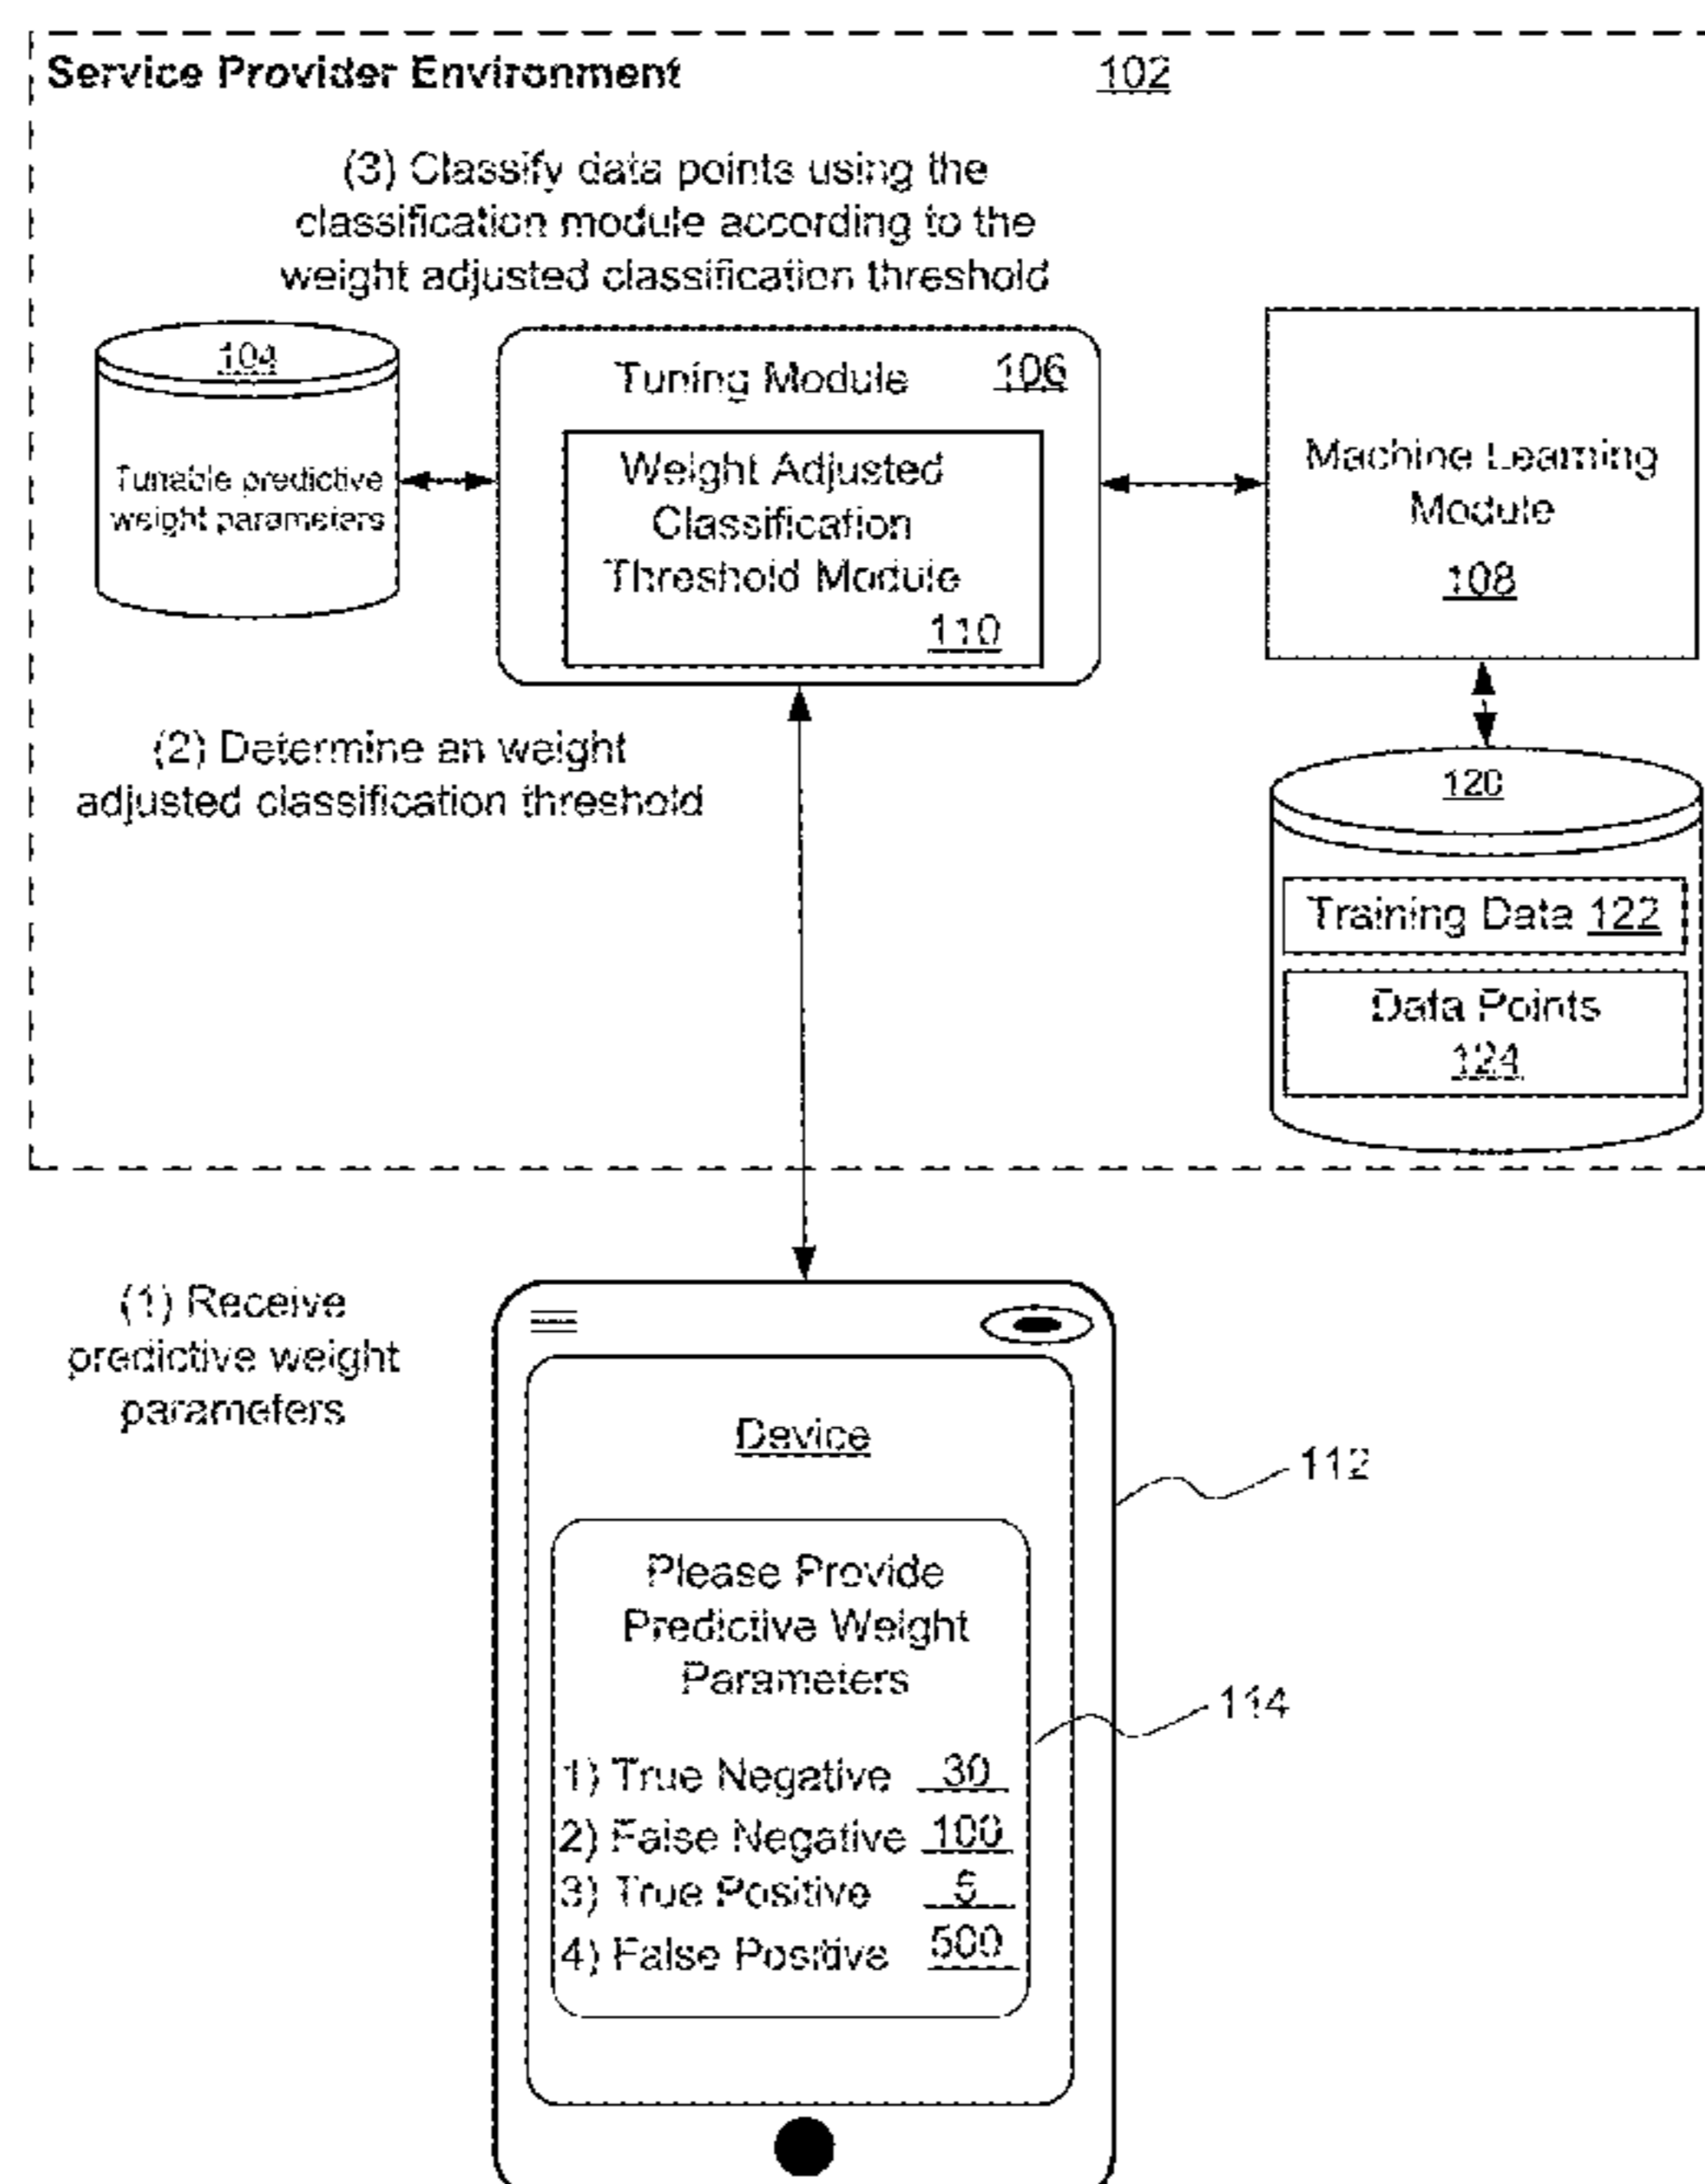 Service Provider Environment 102
(3) Classify data points using the
classification module according to the
weight adjusted classification threshold
104
Tunable predictive
weight parameters
Tuning Module 106
Weight Adjusted
Classification
Threshold Module
110
Machine Learning
Module
108
(2) Determine an weight
adjusted classification threshold
120
Training Data 122
Data Points
124
(1) Receive
predictive weight
parameters
Device
112
Please Provide
Predictive Weight
Parameters
114
1) True Negative 30
2) False Negative 100
3) True Positive 5
4) False Positive 500